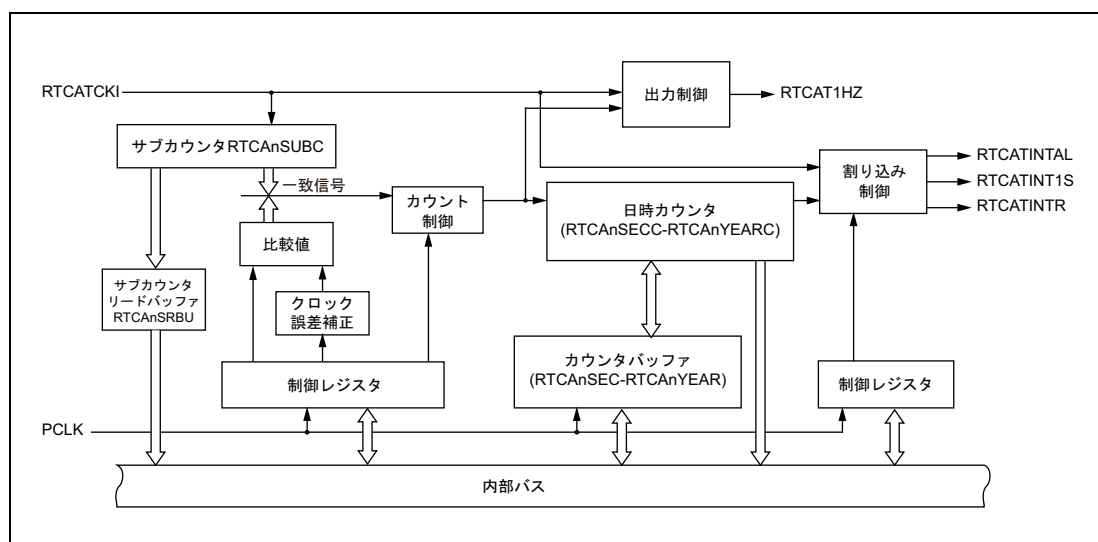 RTCATCKI
出力制御
RTCAT1HZ
サブカウンタRTCAnSUBC
一致信号
カウント
制御
日時カウンタ
(RTCAnSECC-RTCAnYEARC)
割り込み
制御
RTCATINTAL
RTCATINT1S
RTCATINTR
比較値
サブカウンタ
リードバッファ
RTCAnSRBU
クロック
誤差補正
制御レジスタ
カウンタバッファ
(RTCAnSEC-RTCAnYEAR)
制御レジスタ
PCLK
内部バス